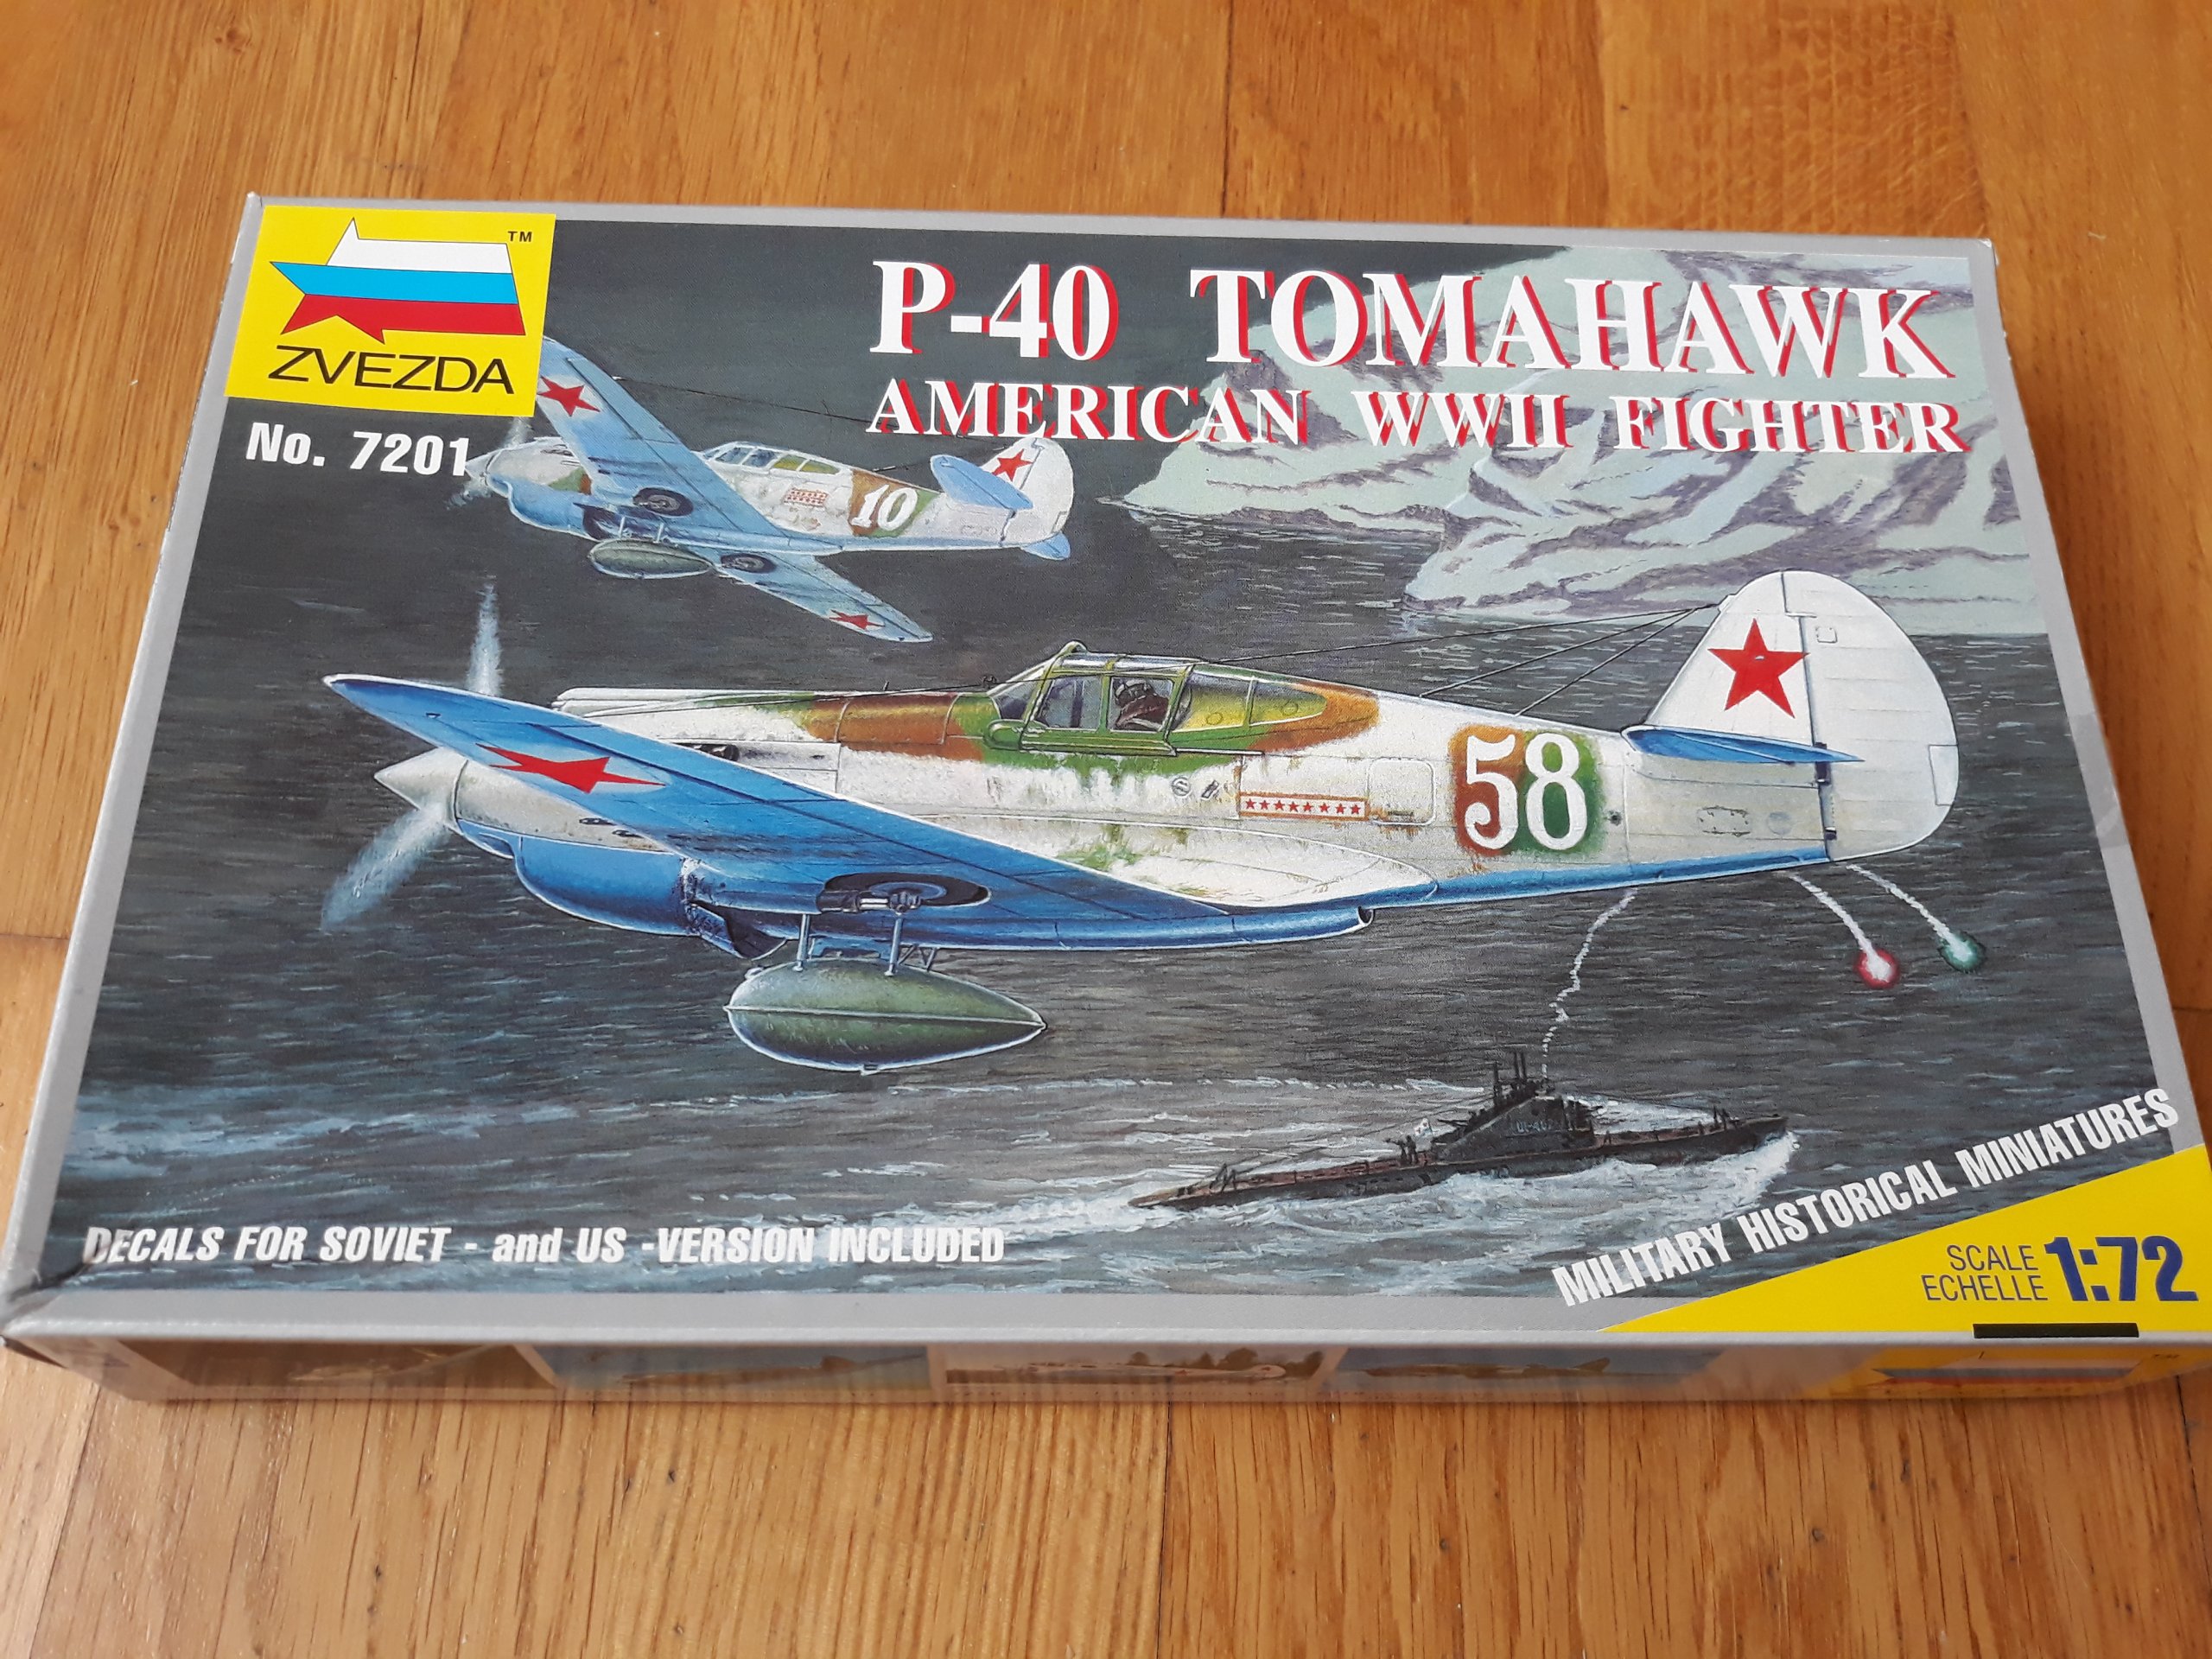 ZVEZDA
TM
No. 7201
P-40 TOMAHAWK
AMERICAN WWII FIGHTER
10
58
DECALS FOR SOVIET - and US -VERSION INCLUDED
MILITARY HISTORICAL MINIATURES
SCALE
ECHELLE
1:72